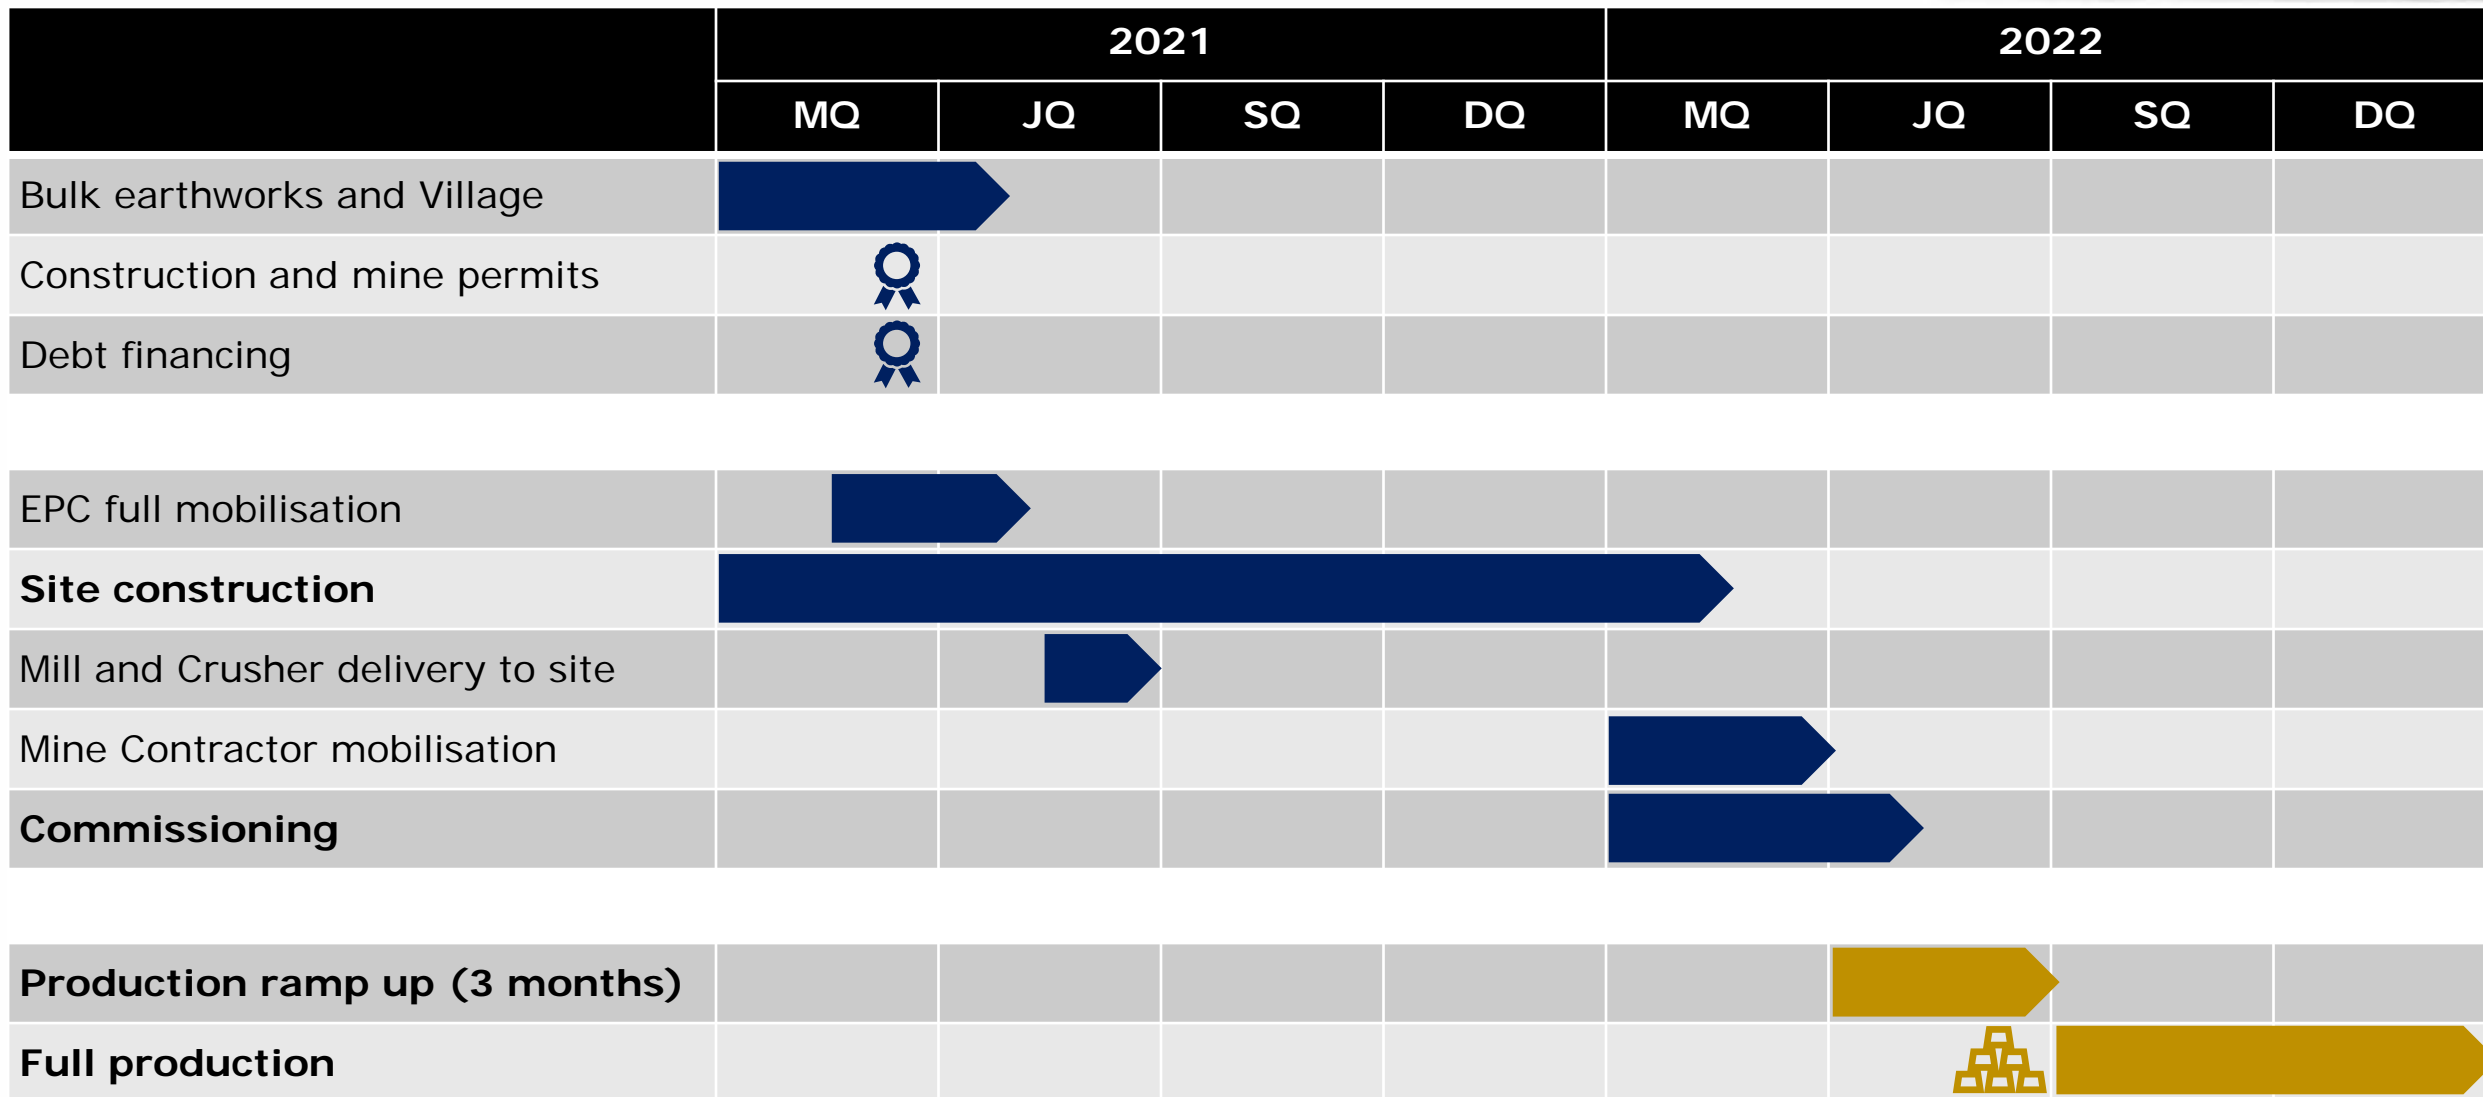 2021 2022
MQ JQ SQ DQ MQ JQ SQ DQ
Bulk earthworks and Village
Construction and mine permits
Debt financing
EPC full mobilisation
Site construction
Mill and Crusher delivery to site
Mine Contractor mobilisation
Commissioning
Production ramp up (3 months)
Full production